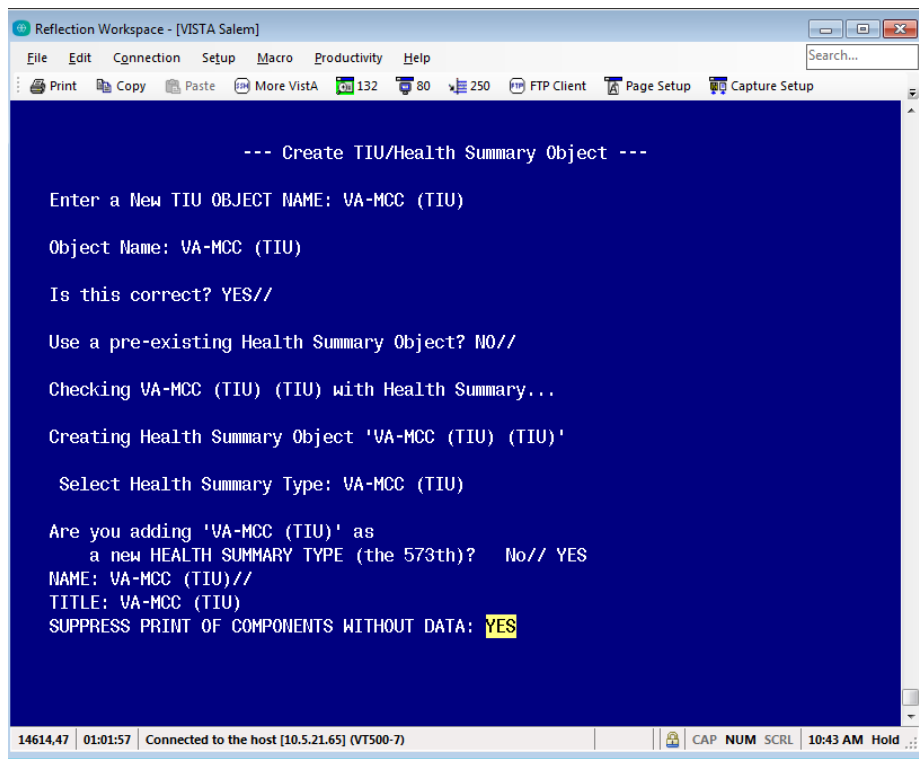 Reflection Workspace - [VISTA Salem]
File Edit Connection Setup Macro Productivity Help
Search...
Print Copy Paste More VistA 132 80 250 FTP Client Page Setup Capture Setup
--- Create TIU/Health Summary Object ---
Enter a New TIU OBJECT NAME: VA-MCC (TIU)
Object Name: VA-MCC (TIU)
Is this correct? YES//
Use a pre-existing Health Summary Object? NO//
Checking VA-MCC (TIU) (TIU) with Health Summary...
Creating Health Summary Object 'VA-MCC (TIU) (TIU)'
Select Health Summary Type: VA-MCC (TIU)
Are you adding 'VA-MCC (TIU)' as
a new HEALTH SUMMARY TYPE (the 573th)? No// YES
NAME: VA-MCC (TIU)//
TITLE: VA-MCC (TIU)
SUPPRESS PRINT OF COMPONENTS WITHOUT DATA: YES
14614,47 01:01:57 Connected to the host [10.5.21.65] (VT500-7) CAP NUM SCRL 10:43 AM Hold